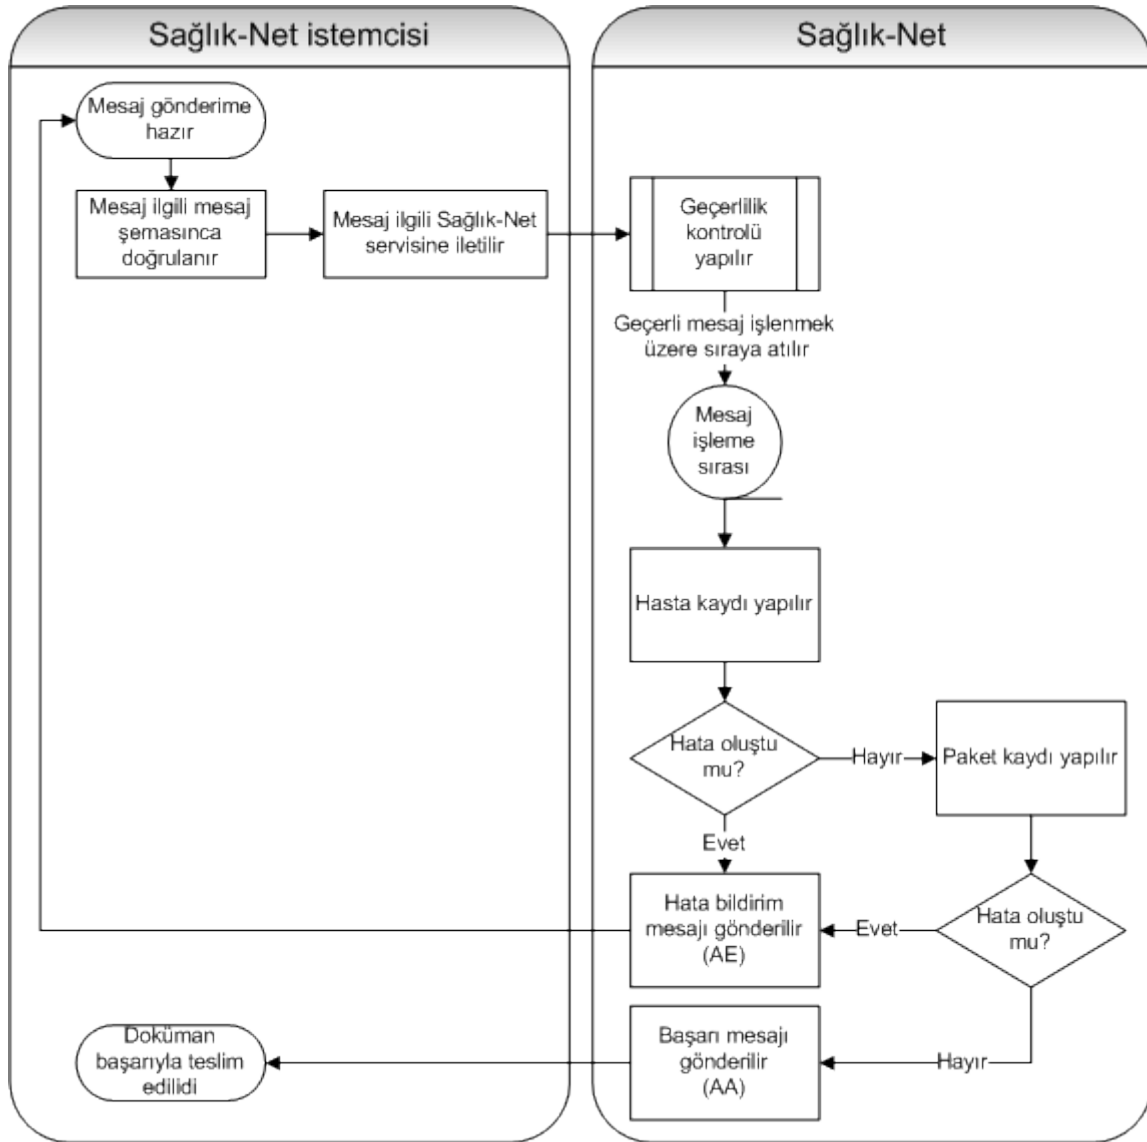 Sağlık-Net istemcisi
Sağlık-Net
Mesaj gönderime
hazır
Mesaj ilgili mesaj
şemasınca
doğrulanır
Mesaj ilgili Sağlık-Net
servisine iletilir
Geçerlilik
kontrolü
yapılır
Geçerli mesaj işlenmek
üzere sıraya atılır
Mesaj
işleme
sırası
Hasta kaydı yapılır
Hata oluştu
mu?
Hayır
Paket kaydı yapılır
Evet
Hata bildirim
mesajı gönderilir
(AE)
Evet
Hata oluştu
mu?
Doküman
başarıyla teslim
edilidi
Başarı mesajı
gönderilir
(AA)
Hayır